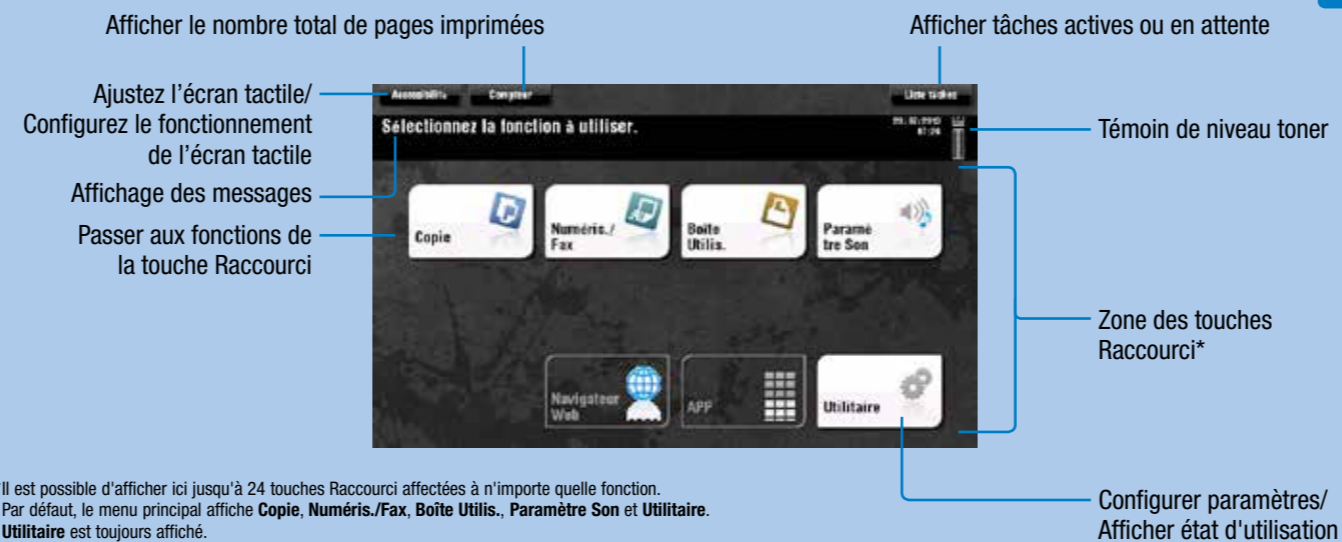 Afficher le nombre total de pages imprimées
Afficher tâches actives ou en attente
Ajustez l'écran tactile/
Configurez le fonctionnement
de l'écran tactile
Affichage des messages
Passer aux fonctions de
la touche Raccourci
Accessibilité
Compteur
Liste tâches
Sélectionnez la fonction à utiliser.
Témoin de niveau toner
Copie
Numéris./
Fax
Boîte
Utilis.
Paramè
tre Son
Zone des touches
Raccourci*
Navigateur
Web
APP
Utilitaire
Configurer paramètres/
Afficher état d'utilisation
Il est possible d'afficher ici jusqu'à 24 touches Raccourci affectées à n'importe quelle fonction.
Par défaut, le menu principal affiche Copie, Numéris./Fax, Boîte Utilis., Paramètre Son et Utilitaire.
Utilitaire est toujours affiché.